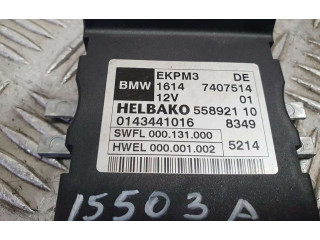 EKPM3 DE
BMW 1614 7407514
12V 01
HELBAKO 558921 10
0143441016 8349
SWFL 000.131.000
HWEL 000.001.002 5214
15503 A